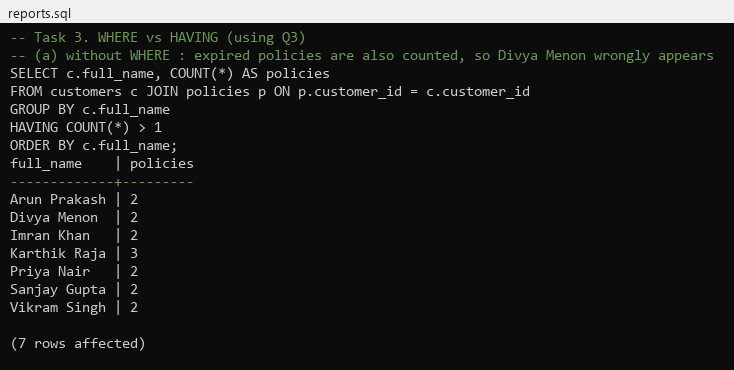 reports.sql
-- Task 3. WHERE vs HAVING (using Q3)
-- (a) without WHERE : expired policies are also counted, so Divya Menon wrongly appears
SELECT c.full_name, COUNT(*) AS policies
FROM customers c JOIN policies p ON p.customer_id = c.customer_id
GROUP BY c.full_name
HAVING COUNT(*) > 1
ORDER BY c.full_name;
full_name    | policies
-------------+---------
Arun Prakash | 2
Divya Menon  | 2
Imran Khan   | 2
Karthik Raja | 3
Priya Nair   | 2
Sanjay Gupta | 2
Vikram Singh | 2
(7 rows affected)